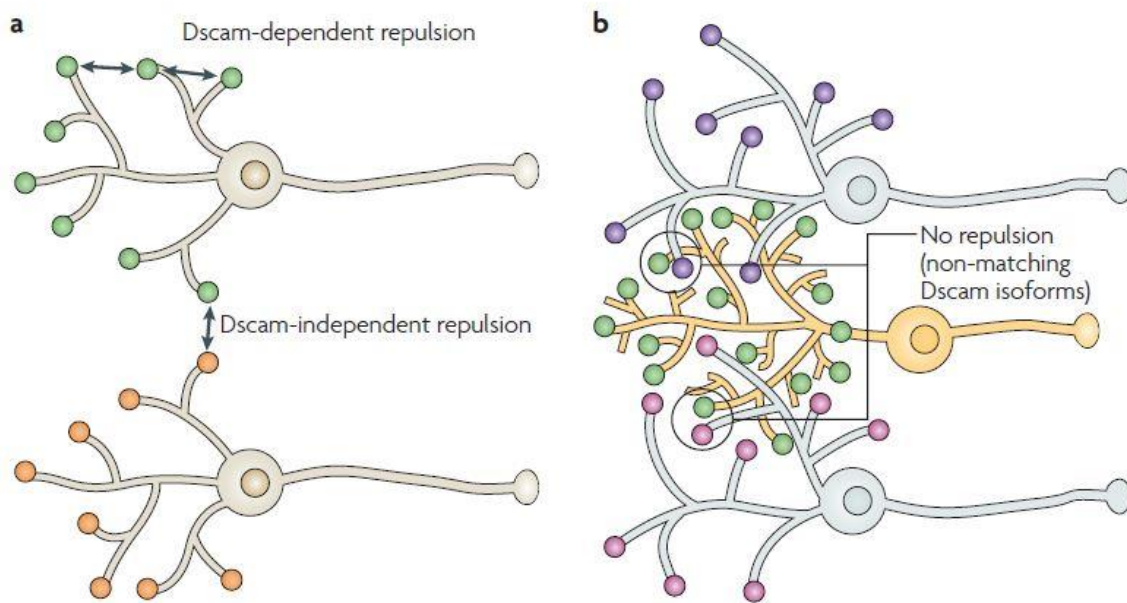 a
Dscam-dependent repulsion
Dscam-independent repulsion
b
No repulsion
(non-matching
Dscam isoforms)